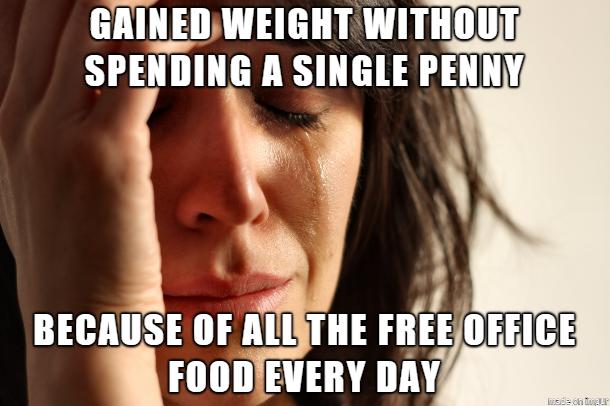 GAINED WEIGHT WITHOUT
SPENDING A SINGLE PENNY
BECAUSE OF ALL THE FREE OFFICE
FOOD EVERY DAY
made on imgur